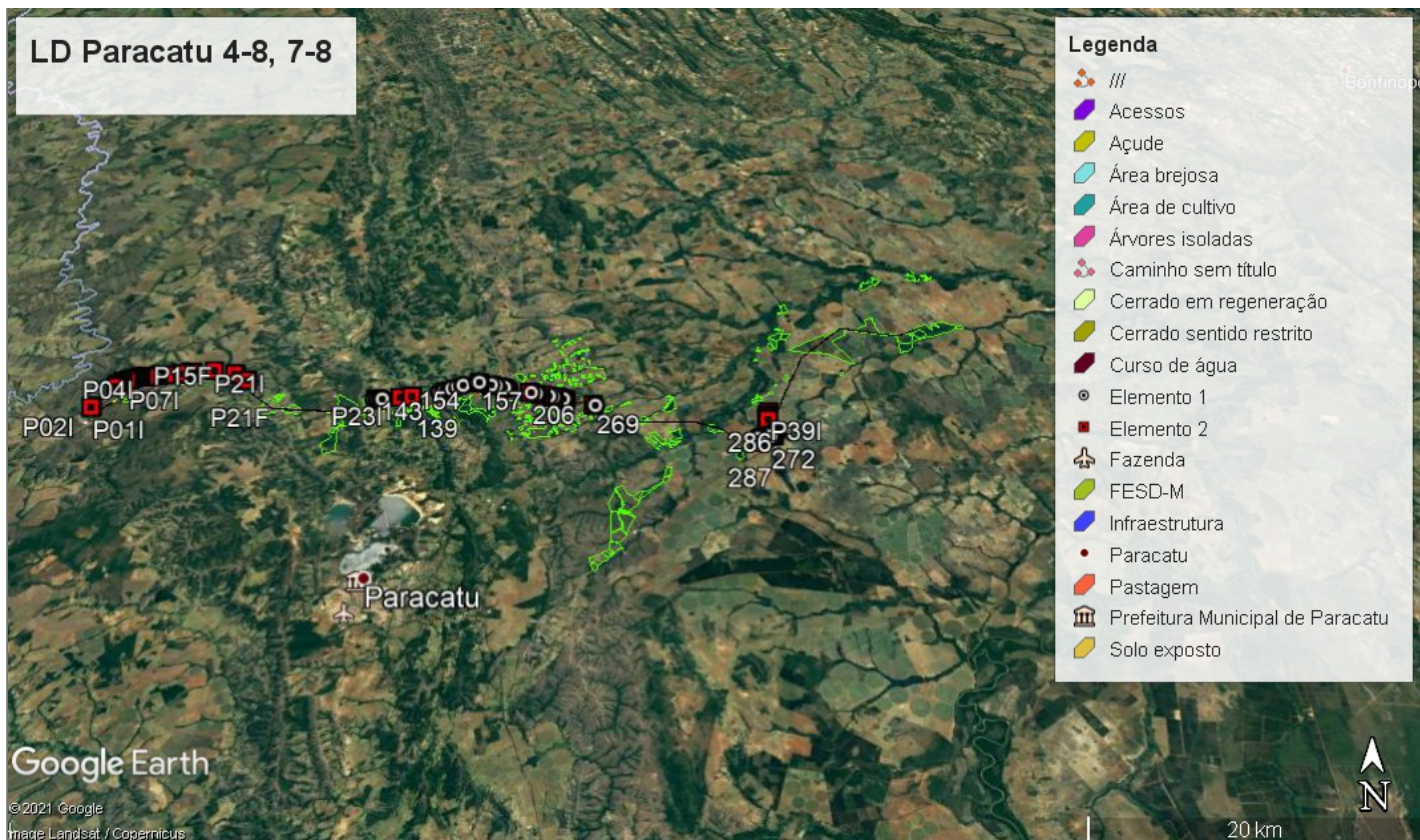 LD Paracatu 4-8, 7-8
Legenda
///
Acessos
Açude
Área brejosa
Área de cultivo
Árvores isoladas
Caminho sem título
Cerrado em regeneração
Cerrado sentido restrito
Curso de água
Elemento 1
Elemento 2
Fazenda
FESD-M
Infraestrutura
Paracatu
Pastagem
Prefeitura Municipal de Paracatu
Solo exposto
P04I
P07I
P15F
P21I
P02I
P01I
P21F
P23I
143
154
139
157
206
269
286
P39I
272
287
Paracatu
Google Earth
©2021 Google
mage Landsat / Copernicus
N
20 km